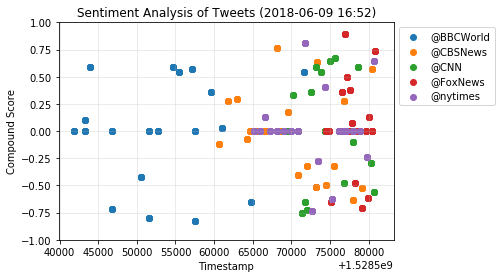 Sentiment Analysis of Tweets (2018-06-09 16:52)
1.00
0.75
0.50
0.25
0.00
−0.25
−0.50
−0.75
−1.00
Compound Score
40000 45000 50000 55000 60000 65000 70000 75000 80000
Timestamp
+1.5285e9
@BBCWorld
@CBSNews
@CNN
@FoxNews
@nytimes